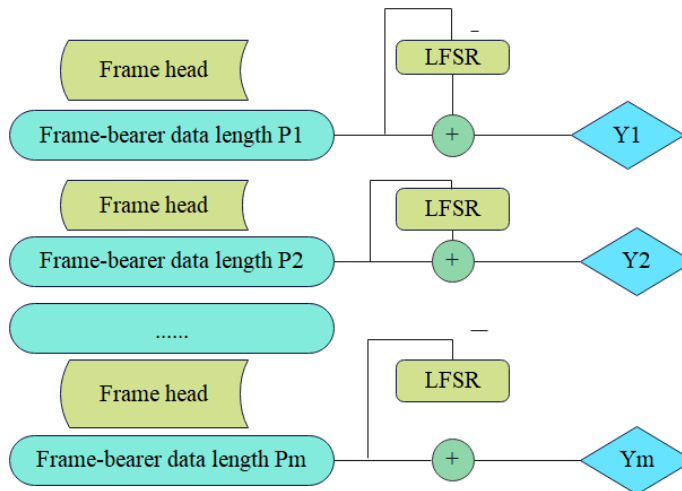 Frame head
LFSR
Frame-bearer data length P1
+
Y1
Frame head
LFSR
Frame-bearer data length P2
+
Y2
......
Frame head
LFSR
Frame-bearer data length Pm
+
Ym